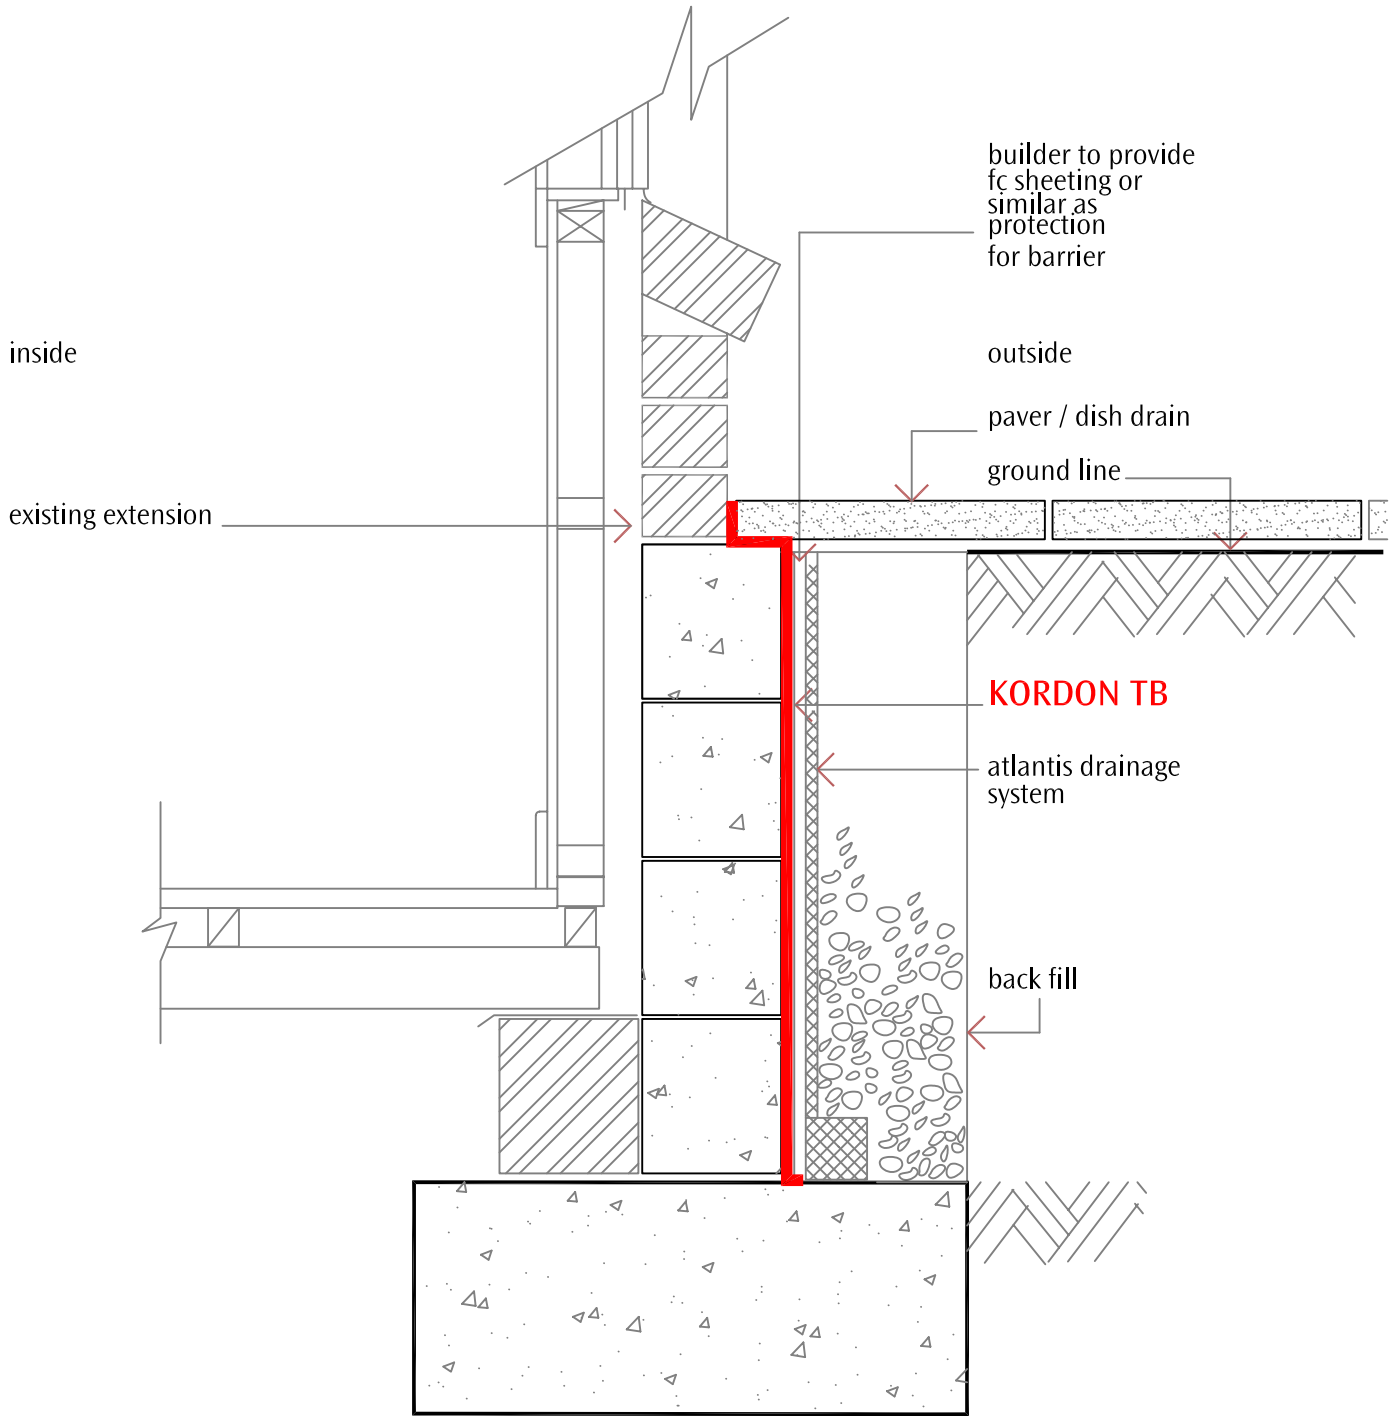 builder to provide
fc sheeting or
similar as
protection
for barrier
inside
outside
paver / dish drain
ground line
existing extension
KORDON TB
atlantis drainage
system
back fill